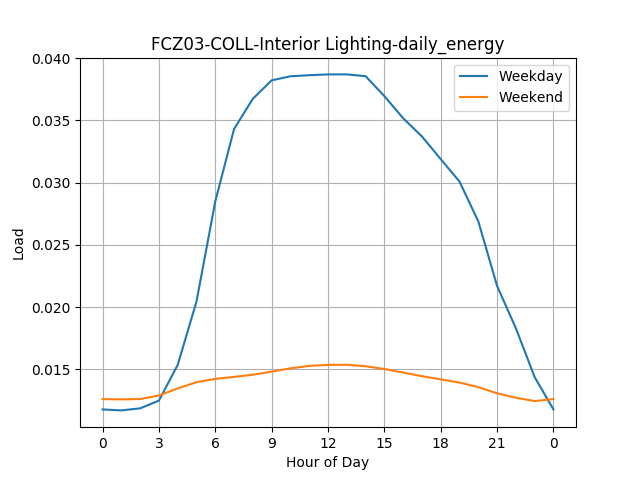 FCZ03-COLL-Interior Lighting-daily_energy
0.040
0.035
0.030
0.025
0.020
0.015
Load
Weekday
Weekend
0 3 6 9 12 15 18 21 0
Hour of Day